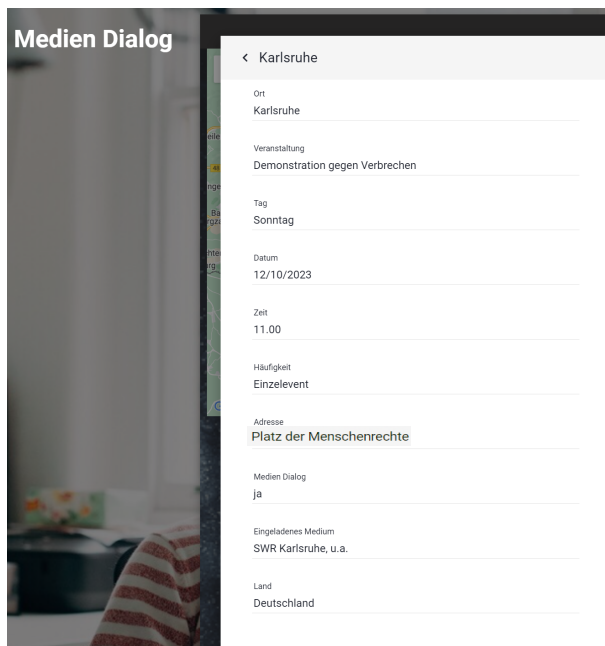 Medien Dialog
Karlsruhe
Ort
Karlsruhe
Veranstaltung
Demonstration gegen Verbrechen
Tag
Sonntag
Datum
12/10/2023
Zeit
11.00
Häufigkeit
Einzelevent
Adresse
Platz der Menschenrechte
Medien Dialog
ja
Eingeladenes Medium
SWR Karlsruhe, u.a.
Land
Deutschland